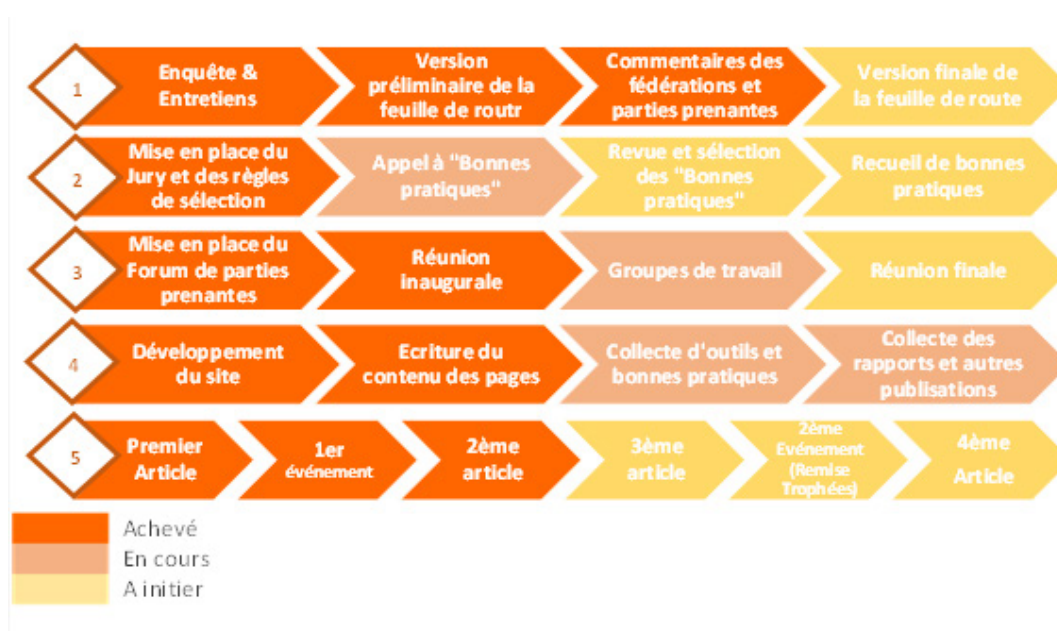 1
Enquête &
Entretiens
Version
préliminaire de la
feuille de routr
Commentaires des
fédérations et
parties prenantes
Version finale de
la feuille de route
2
Mise en place du
Jury et des règles
de sélection
Appel à "Bonnes
pratiques"
Revue et sélection
des "Bonnes
pratiques"
Recueil de bonnes
pratiques
3
Mise en place du
Forum de parties
prenantes
Réunion
inaugurale
Groupes de travail
Réunion finale
4
Développement
du site
Ecriture du
contenu des pages
Collecte d'outils et
bonnes pratiques
Collecte des
rapports et autres
publisations
5
Premier
Article
1er
événement
2ème
article
3ème
article
2ème
Evénement
(Remise
Trophées)
4ème
Article
Achevé
En cours
A initier